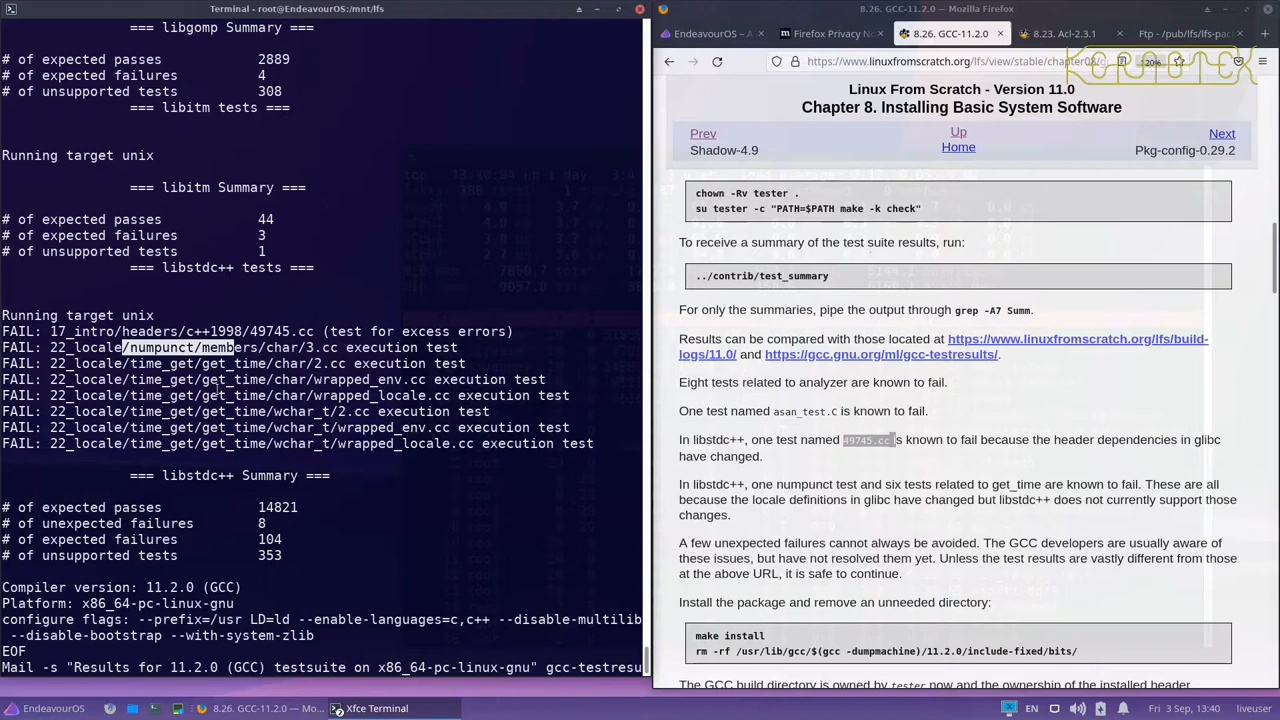 Terminal - root@EndeavourOS:/mnt/lfs
=== libgomp Summary ===
# of expected passes 2889
# of expected failures 4
# of unsupported tests 308
=== libitm tests ===
Running target unix
=== libitm Summary ===
# of expected passes 44
# of expected failures 3
# of unsupported tests 1
=== libstdc++ tests ===
Running target unix
FAIL: 17_intro/headers/c++1998/49745.cc (test for excess errors)
FAIL: 22_locale/numpunct/members/char/3.cc execution test
FAIL: 22_locale/time_get/get_time/char/2.cc execution test
FAIL: 22_locale/time_get/get_time/char/wrapped_env.cc execution test
FAIL: 22_locale/time_get/get_time/char/wrapped_locale.cc execution test
FAIL: 22_locale/time_get/get_time/wchar_t/2.cc execution test
FAIL: 22_locale/time_get/get_time/wchar_t/wrapped_env.cc execution test
FAIL: 22_locale/time_get/get_time/wchar_t/wrapped_locale.cc execution test
=== libstdc++ Summary ===
# of expected passes 14821
# of unexpected failures 8
# of expected failures 104
# of unsupported tests 353
Compiler version: 11.2.0 (GCC)
Platform: x86_64-pc-linux-gnu
configure flags: --prefix=/usr LD=ld --enable-languages=c,c++ --disable-multilib
--disable-bootstrap --with-system-zlib
EOF
Mail -s "Results for 11.2.0 (GCC) testsuite on x86_64-pc-linux-gnu" gcc-testresu
8.26. GCC-11.2.0 - Mozilla Firefox
EndeavourOS – A
Firefox Privacy No
8.26. GCC-11.2.0
8.23. Acl-2.3.1
Ftp - /pub/lfs/lfs-pac
https://www.linuxfromscratch.org/lfs/view/stable/chapter08/
120%
Linux From Scratch - Version 11.0
Chapter 8. Installing Basic System Software
Prev Up Next
Shadow-4.9 Home Pkg-config-0.29.2
chown -Rv tester .
su tester -c "PATH=$PATH make -k check"
To receive a summary of the test suite results, run:
../contrib/test_summary
For only the summaries, pipe the output through grep -A7 Summ.
Results can be compared with those located at https://www.linuxfromscratch.org/lfs/build-
logs/11.0/ and https://gcc.gnu.org/ml/gcc-testresults/.
Eight tests related to analyzer are known to fail.
One test named asan_test.C is known to fail.
In libstdc++, one test named 49745.cc is known to fail because the header dependencies in glibc
have changed.
In libstdc++, one numpunct test and six tests related to get_time are known to fail. These are all
because the locale definitions in glibc have changed but libstdc++ does not currently support those
changes.
A few unexpected failures cannot always be avoided. The GCC developers are usually aware of
these issues, but have not resolved them yet. Unless the test results are vastly different from those
at the above URL, it is safe to continue.
Install the package and remove an unneeded directory:
make install
rm -rf /usr/lib/gcc/$(gcc -dumpmachine)/11.2.0/include-fixed/bits/
The GCC build directory is owned by tester now and the ownership of the installed header
EndeavourOS
8.26. GCC-11.2.0 — Mo...
Xfce Terminal
EN
Fri 3 Sep, 13:40
liveuser